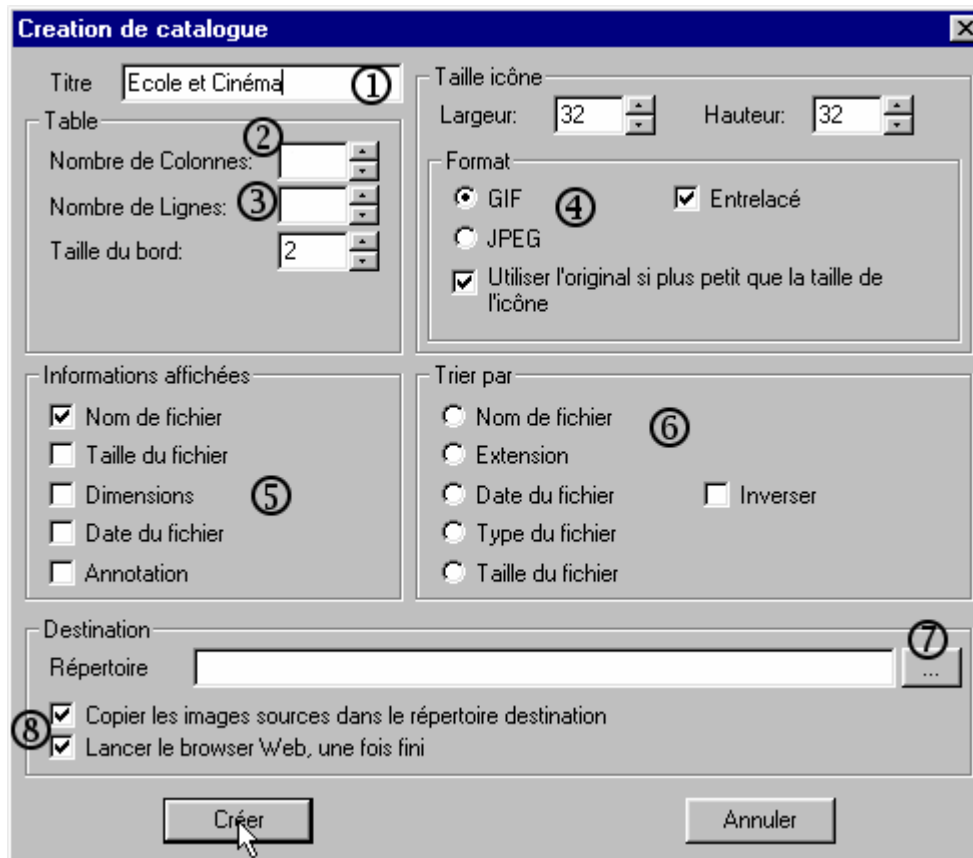 Creation de catalogue
Titre Ecole et Cinéma ①
Table
② Nombre de Colonnes:
Nombre de Lignes: ③
Taille du bord: 2
Taille icône
Largeur: 32 Hauteur: 32
Format
GIF ④ Entrelacé
JPEG
Utiliser l'original si plus petit que la taille de
l'icône
Informations affichées
Nom de fichier
Taille du fichier
Dimensions ⑤
Date du fichier
Annotation
Trier par
Nom de fichier ⑥
Extension
Date du fichier Inverser
Type du fichier
Taille du fichier
Destination
⑦
Répertoire ...
⑧ Copier les images sources dans le répertoire destination
Lancer le browser Web, une fois fini
Créer Annuler